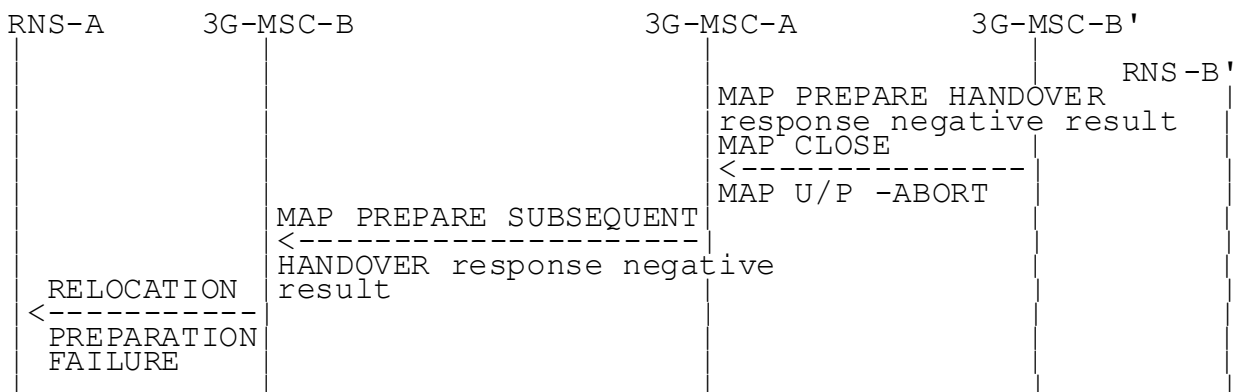 RNS-A 3G-MSC-B 3G-MSC-A 3G-MSC-B'
RNS-B'
MAP PREPARE HANDOVER
response negative result
MAP CLOSE
MAP U/P -ABORT
MAP PREPARE SUBSEQUENT
HANDOVER response negative
result
RELOCATION
PREPARATION
FAILURE